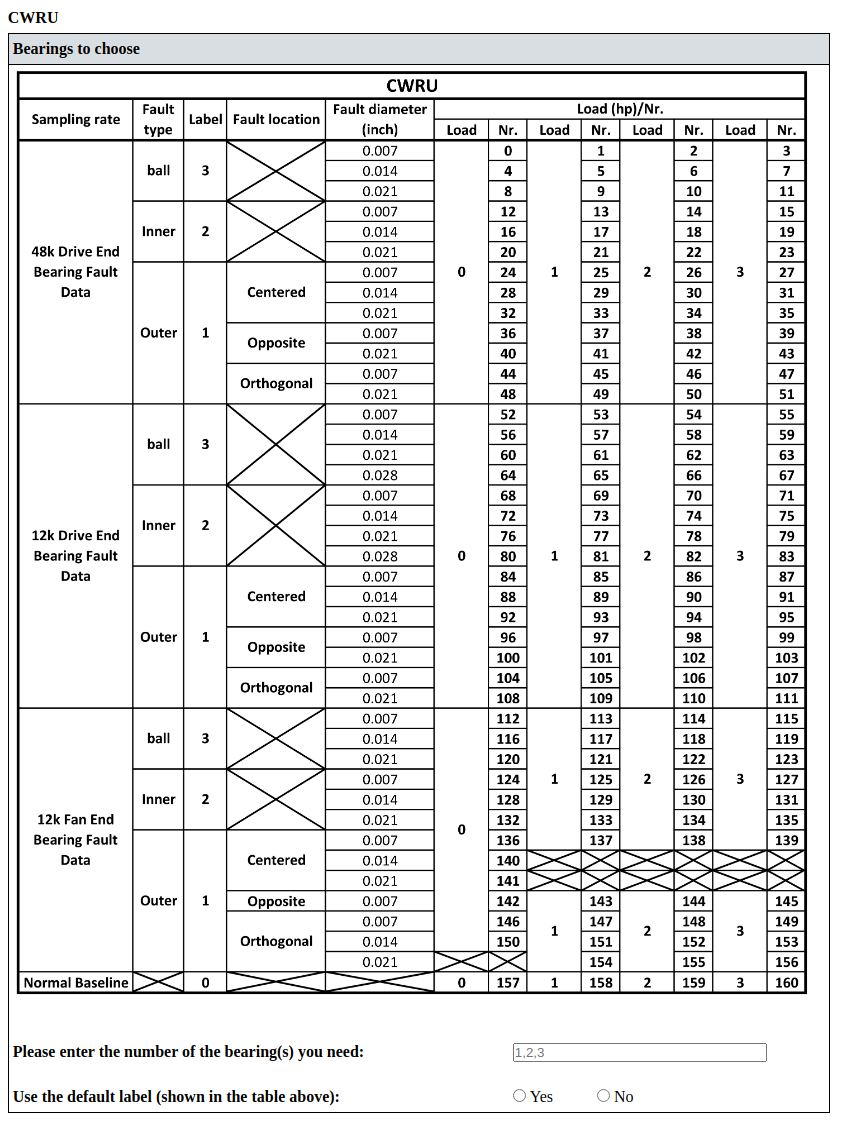 CWRU
Bearings to choose
CWRU
Sampling rate Fault type Label Fault location Fault diameter (inch) Load (hp)/Nr.
Load Nr. Load Nr. Load Nr. Load Nr.
48k Drive End Bearing Fault Data
0 1 2 3
ball 3
0.007 0 1 2 3
0.014 4 5 6 7
0.021 8 9 10 11
Inner 2
0.007 12 13 14 15
0.014 16 17 18 19
0.021 20 21 22 23
Outer 1
Centered
0.007 24 25 26 27
0.014 28 29 30 31
0.021 32 33 34 35
Opposite
0.007 36 37 38 39
0.021 40 41 42 43
Orthogonal
0.007 44 45 46 47
0.021 48 49 50 51
12k Drive End Bearing Fault Data
0 1 2 3
ball 3
0.007 52 53 54 55
0.014 56 57 58 59
0.021 60 61 62 63
0.028 64 65 66 67
Inner 2
0.007 68 69 70 71
0.014 72 73 74 75
0.021 76 77 78 79
0.028 80 81 82 83
Outer 1
Centered
0.007 84 85 86 87
0.014 88 89 90 91
0.021 92 93 94 95
Opposite
0.007 96 97 98 99
0.021 100 101 102 103
Orthogonal
0.007 104 105 106 107
0.021 108 109 110 111
12k Fan End Bearing Fault Data
0 1 2 3
ball 3
0.007 112 113 114 115
0.014 116 117 118 119
0.021 120 121 122 123
Inner 2
0.007 124 125 126 127
0.014 128 129 130 131
0.021 132 133 134 135
Outer 1
Centered
0.007 136 137 138 139
0.014 140
0.021 141
1 2 3
Opposite
0.007 142 143 144 145
Orthogonal
0.007 146 147 148 149
0.014 150 151 152 153
0.021 154 155 156
Normal Baseline 0 0 157 1 158 2 159 3 160
Please enter the number of the bearing(s) you need: 1,2,3
Use the default label (shown in the table above): Yes No